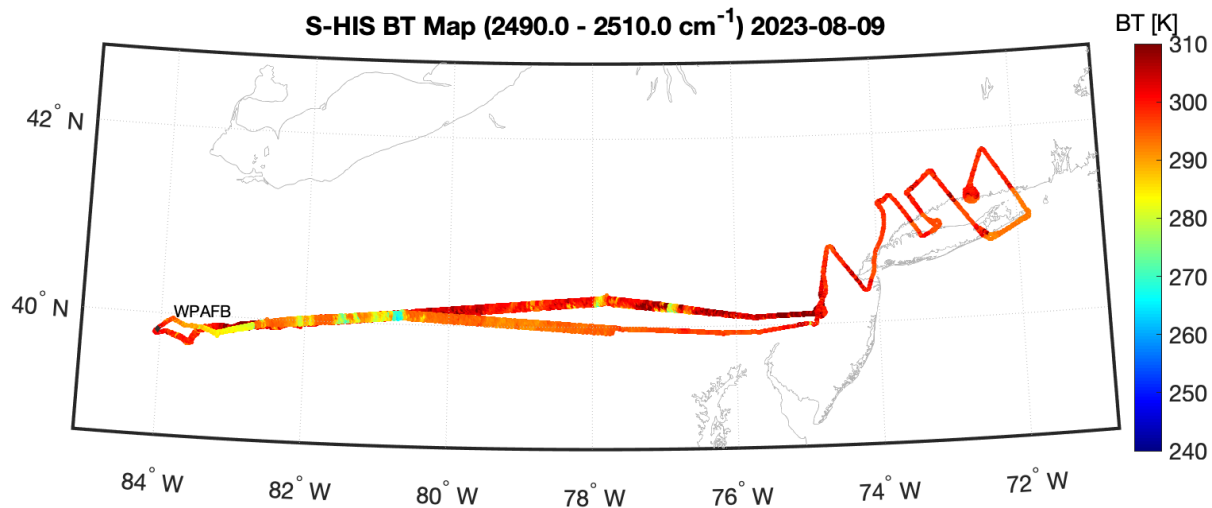 S-HIS BT Map (2490.0 - 2510.0 cm⁻¹) 2023-08-09
BT [K]
310
300
290
280
270
260
250
240
42° N
40° N
WPAFB
84° W
82° W
80° W
78° W
76° W
74° W
72° W